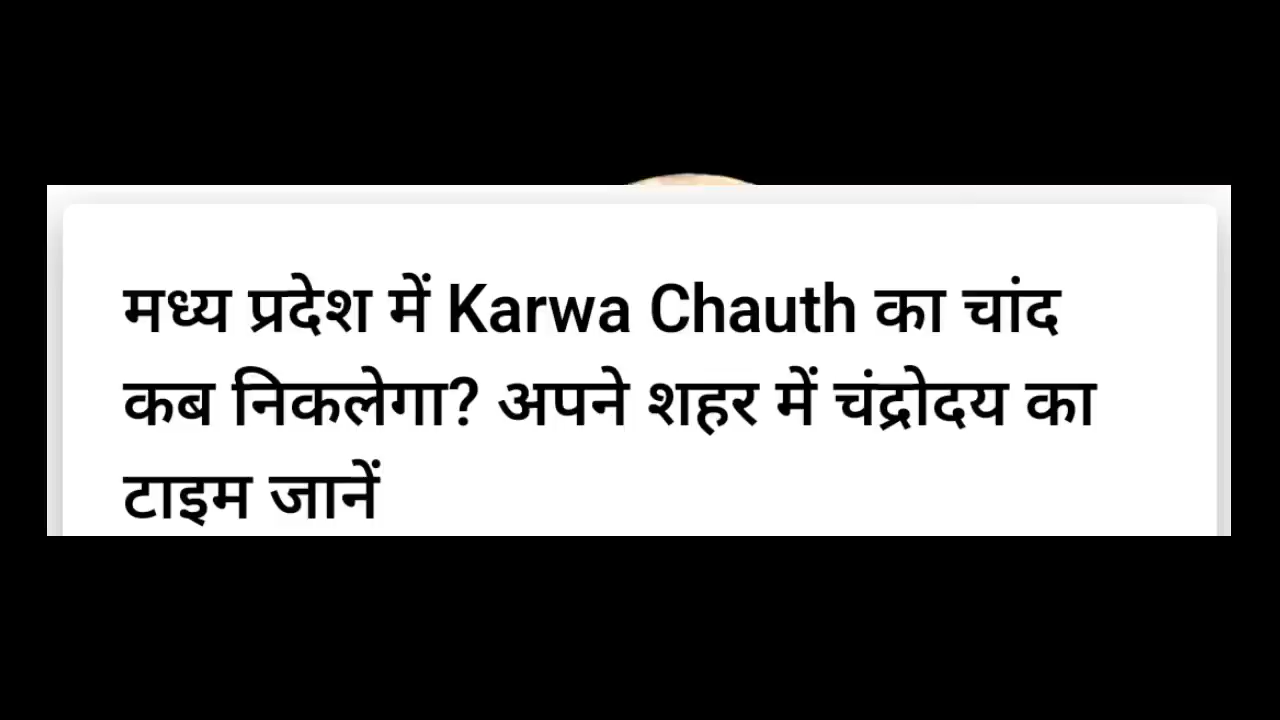 मध्य प्रदेश में Karwa Chauth का चांद
कब निकलेगा? अपने शहर में चंद्रोदय का
टाइम जानें